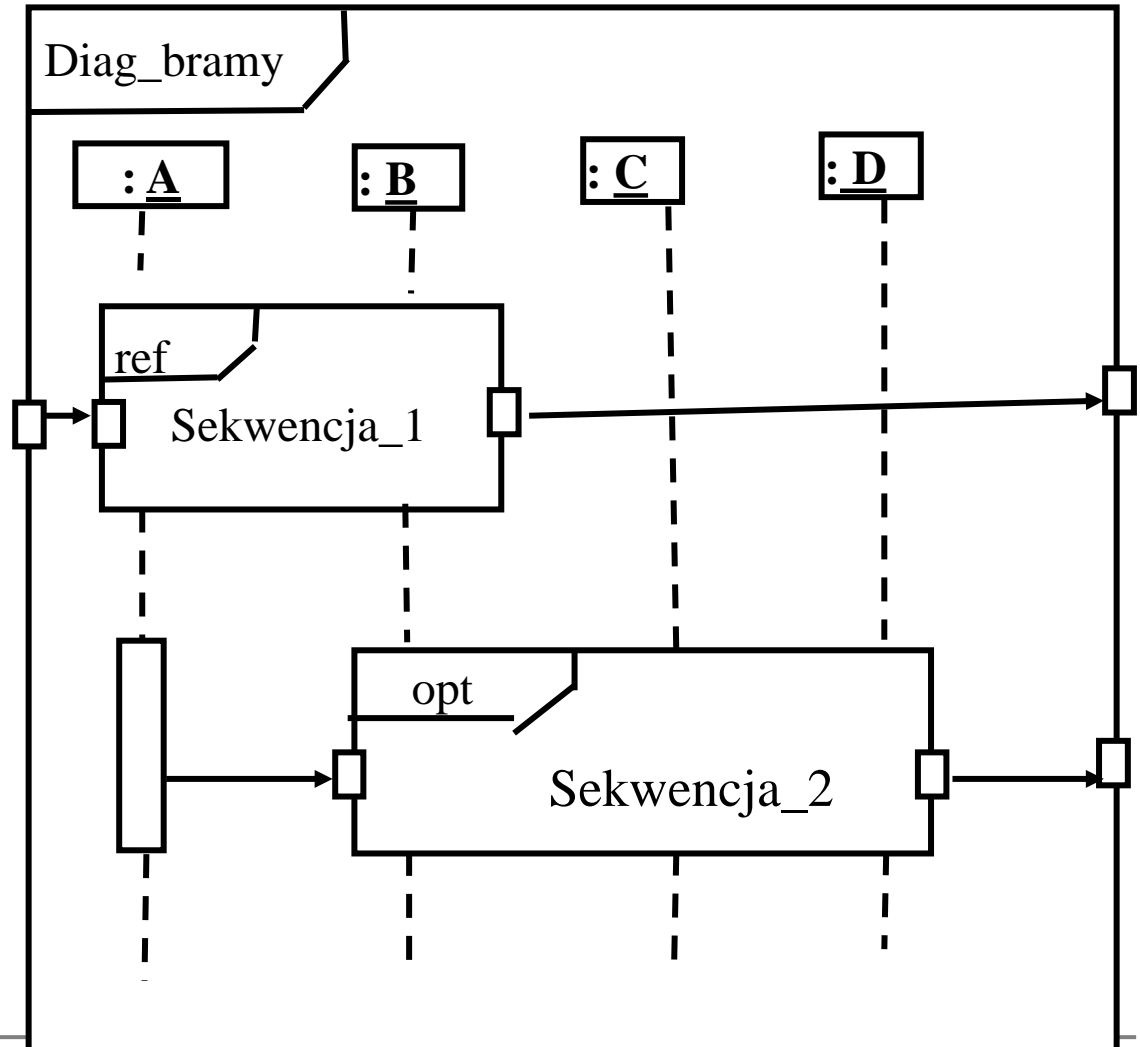 Diag_bramy
: A
: B
: C
: D
ref
Sekwencja_1
opt
Sekwencja_2